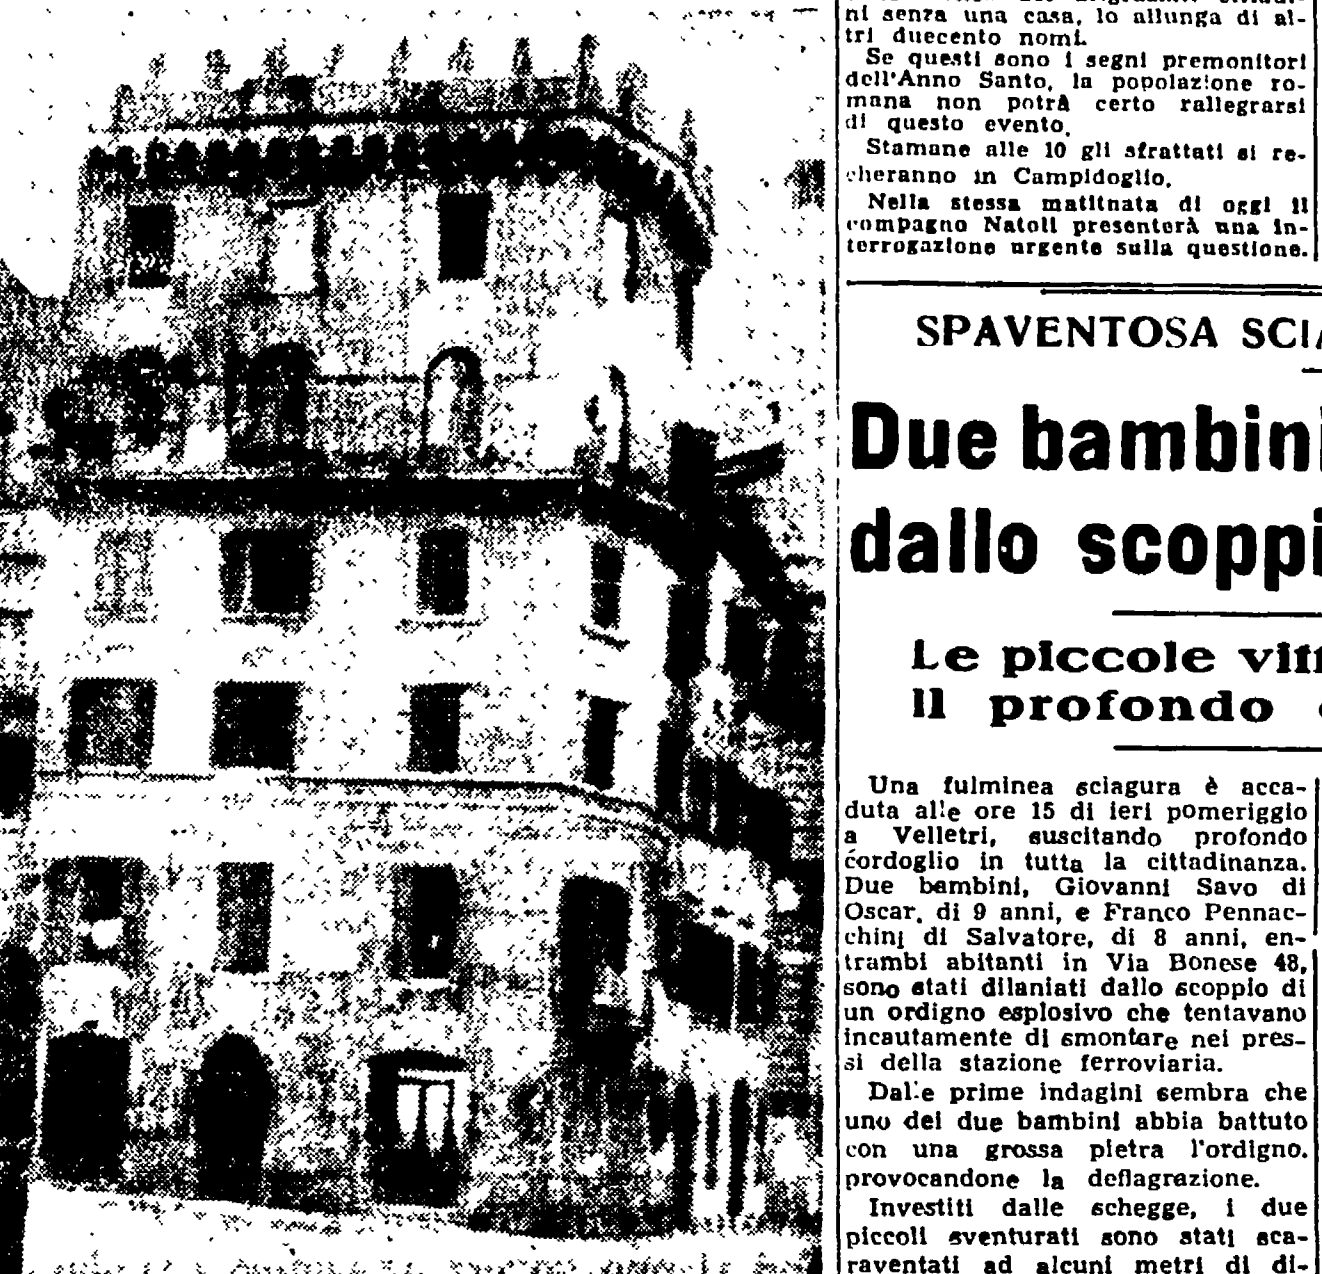 ni senza una casa, lo allunga di al-
tri duecento nomi.
Se questi sono i segni premonitori
dell'Anno Santo, la popolazione ro-
mana non potrà certo rallegrarsi
di questo evento.
Stamane alle 10 gli sfrattati si re-
cheranno in Campidoglio.
Nella stessa matitnata di oggi il
compagno Natoli presenterà una in-
terrogazione urgente sulla questione.
SPAVENTOSA SCIA
Due bambini
dallo scoppi
Le piccole vitt
Il profondo
Una fulminea sciagura è acca-
duta alle ore 15 di ieri pomeriggio
a Velletri, suscitando profondo
cordoglio in tutta la cittadinanza.
Due bambini, Giovanni Savo di
Oscar, di 9 anni, e Franco Pennac-
chini di Salvatore, di 8 anni, en-
trambi abitanti in Via Bonese 48,
sono stati dilaniati dallo scoppio di
un ordigno esplosivo che tentavano
incautamente di smontare nei pres-
si della stazione ferroviaria.
Dalle prime indagini sembra che
uno dei due bambini abbia battuto
con una grossa pietra l'ordigno.
provocandone la deflagrazione.
Investiti dalle schegge, i due
piccoli sventurati sono stati sca-
raventati ad alcuni metri di di-